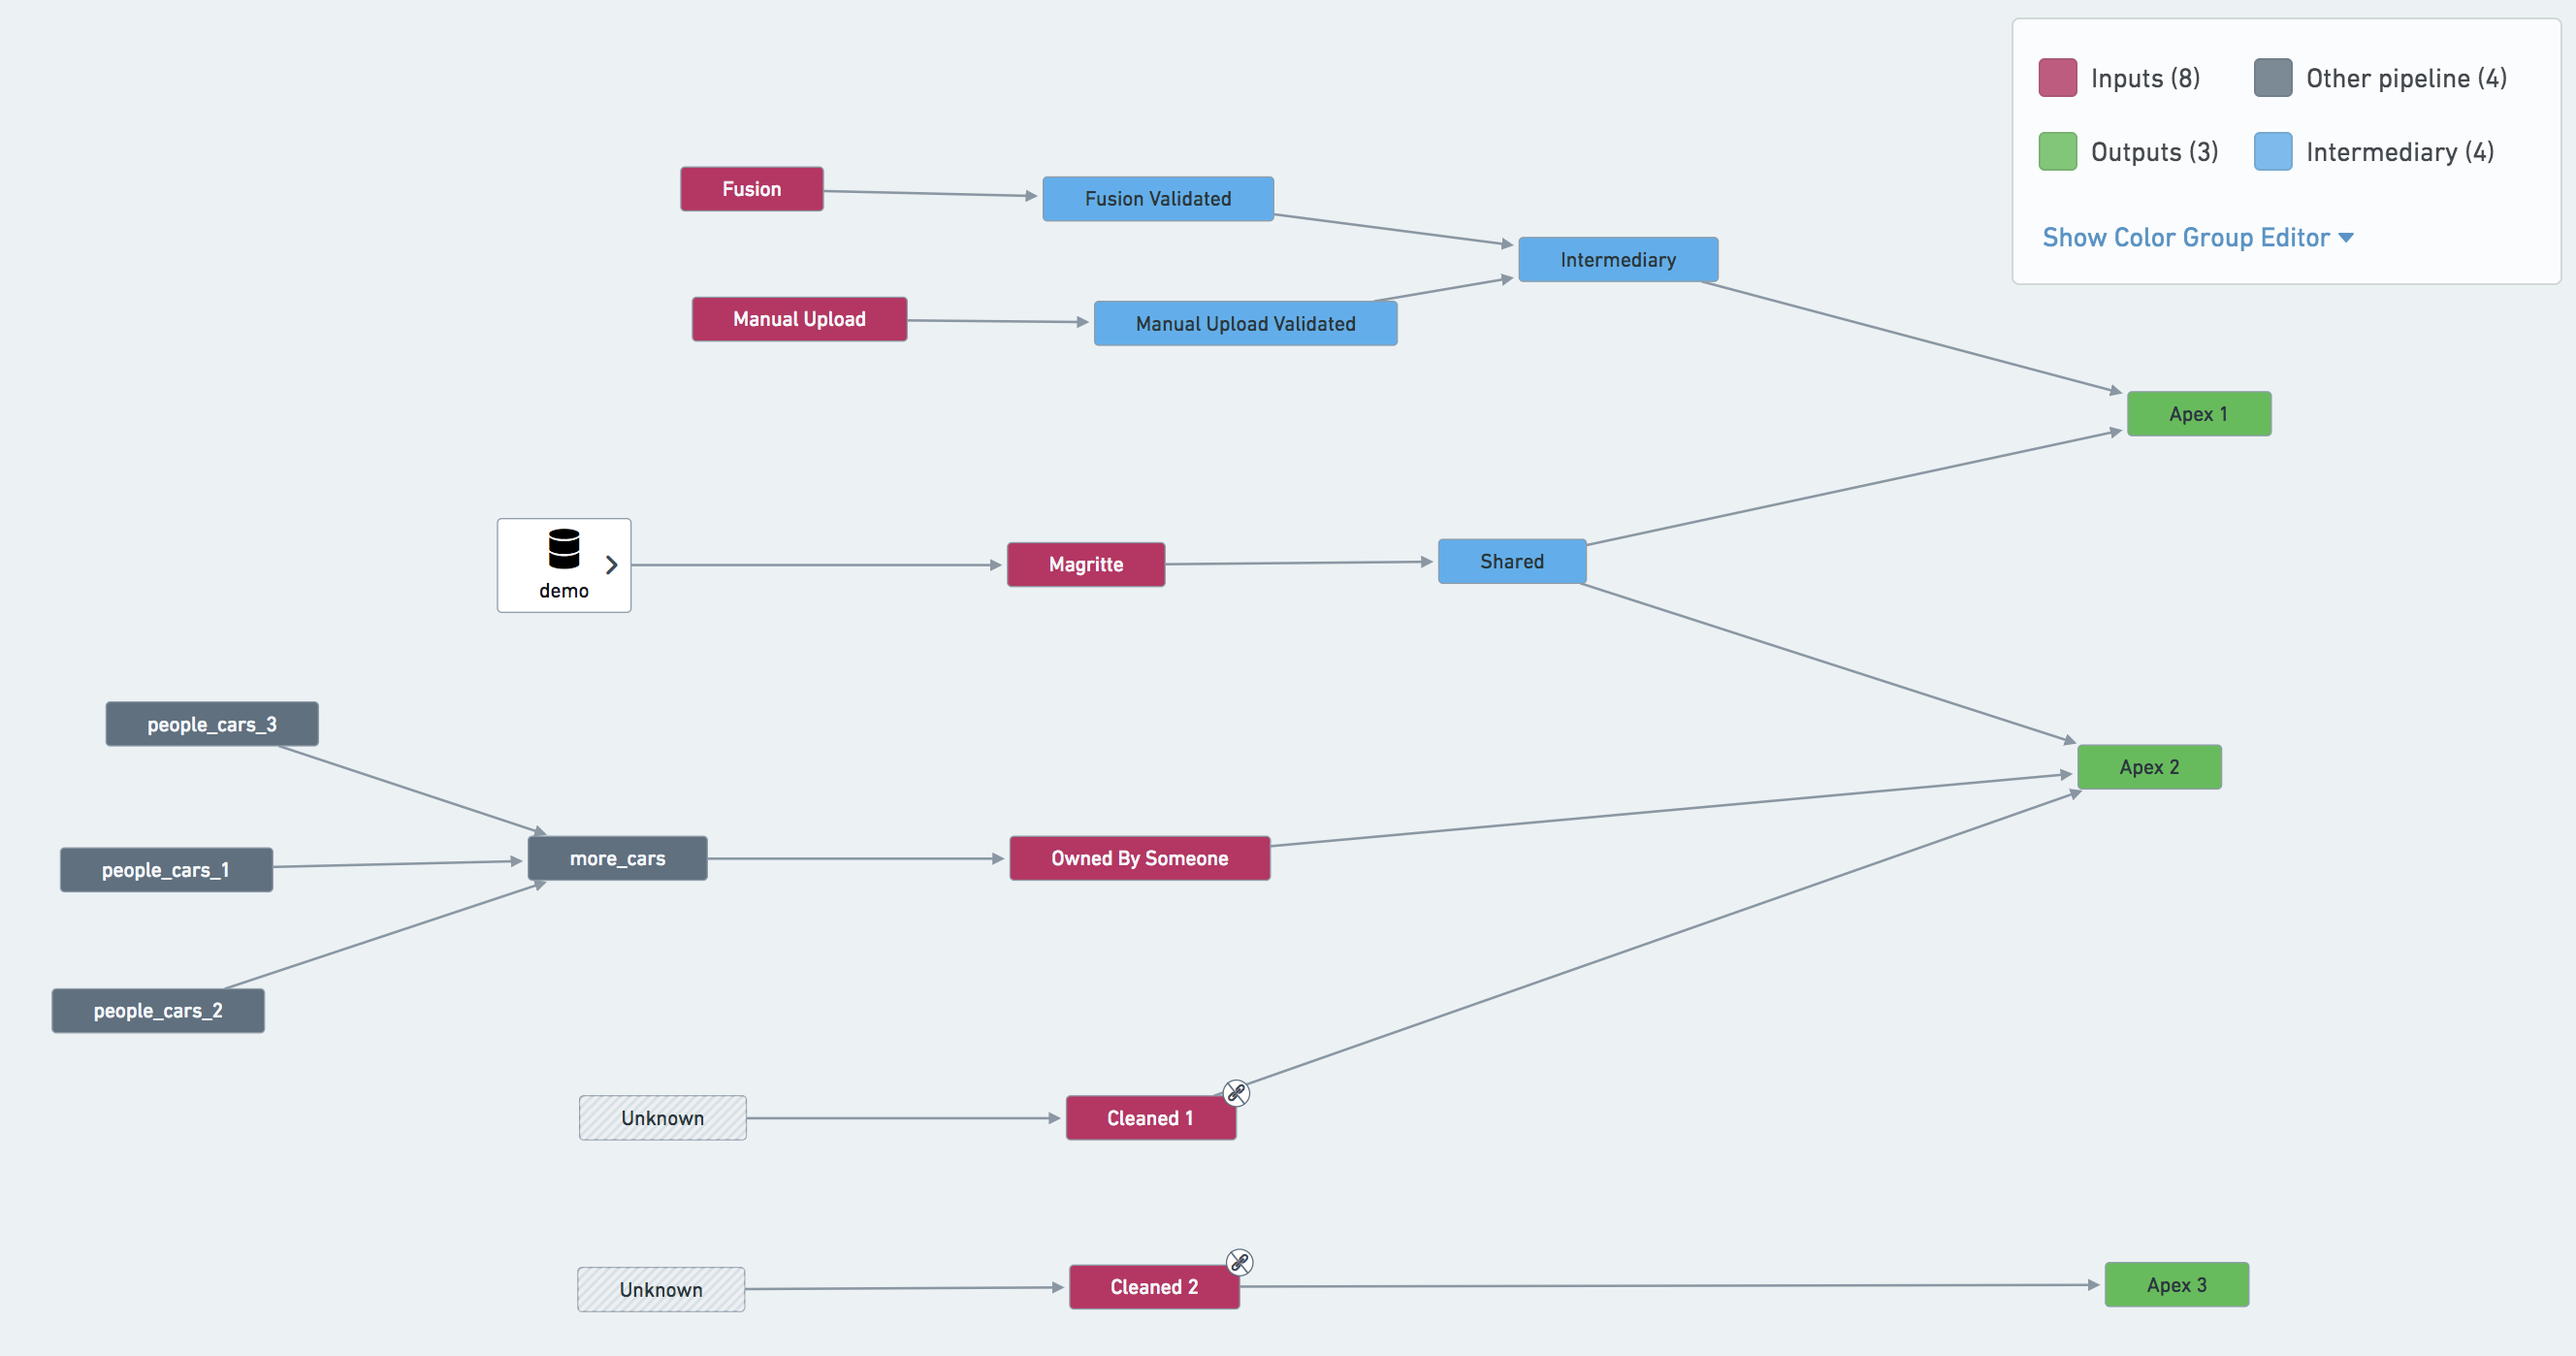 Inputs (8)
Other pipeline (4)
Outputs (3)
Intermediary (4)
Show Color Group Editor
Fusion
Fusion Validated
Intermediary
Manual Upload
Manual Upload Validated
Apex 1
demo
Magritte
Shared
people_cars_3
Apex 2
people_cars_1
more_cars
Owned By Someone
people_cars_2
Unknown
Cleaned 1
Unknown
Cleaned 2
Apex 3